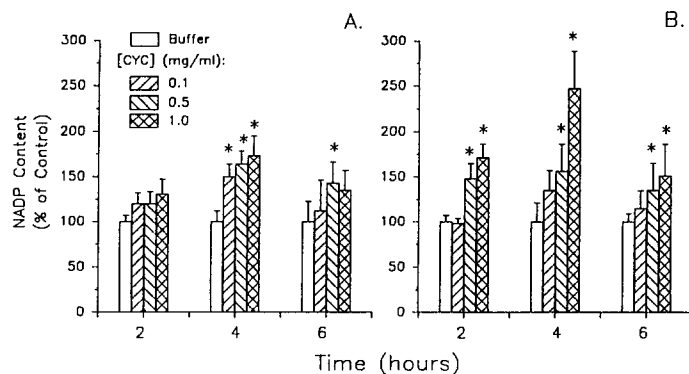 A.
B.
Buffer
[CYC] (mg/ml):
0.1
0.5
1.0
NADP Content
(% of Control)
300
250
200
150
100
50
0
* * *
*
* *
* *
* *
300
250
200
150
100
50
0
2 4 6
2 4 6
Time (hours)